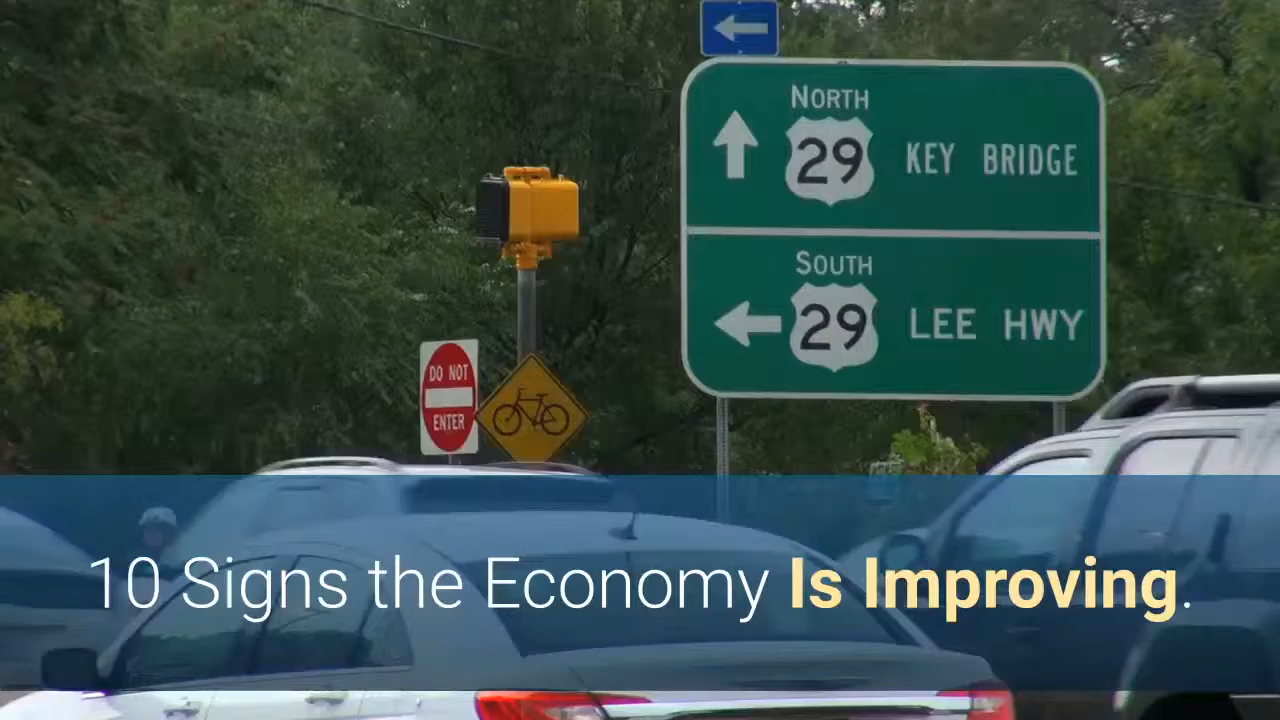 NORTH
29 KEY BRIDGE
SOUTH
29 LEE HWY
DO NOT
ENTER
10 Signs the Economy Is Improving.